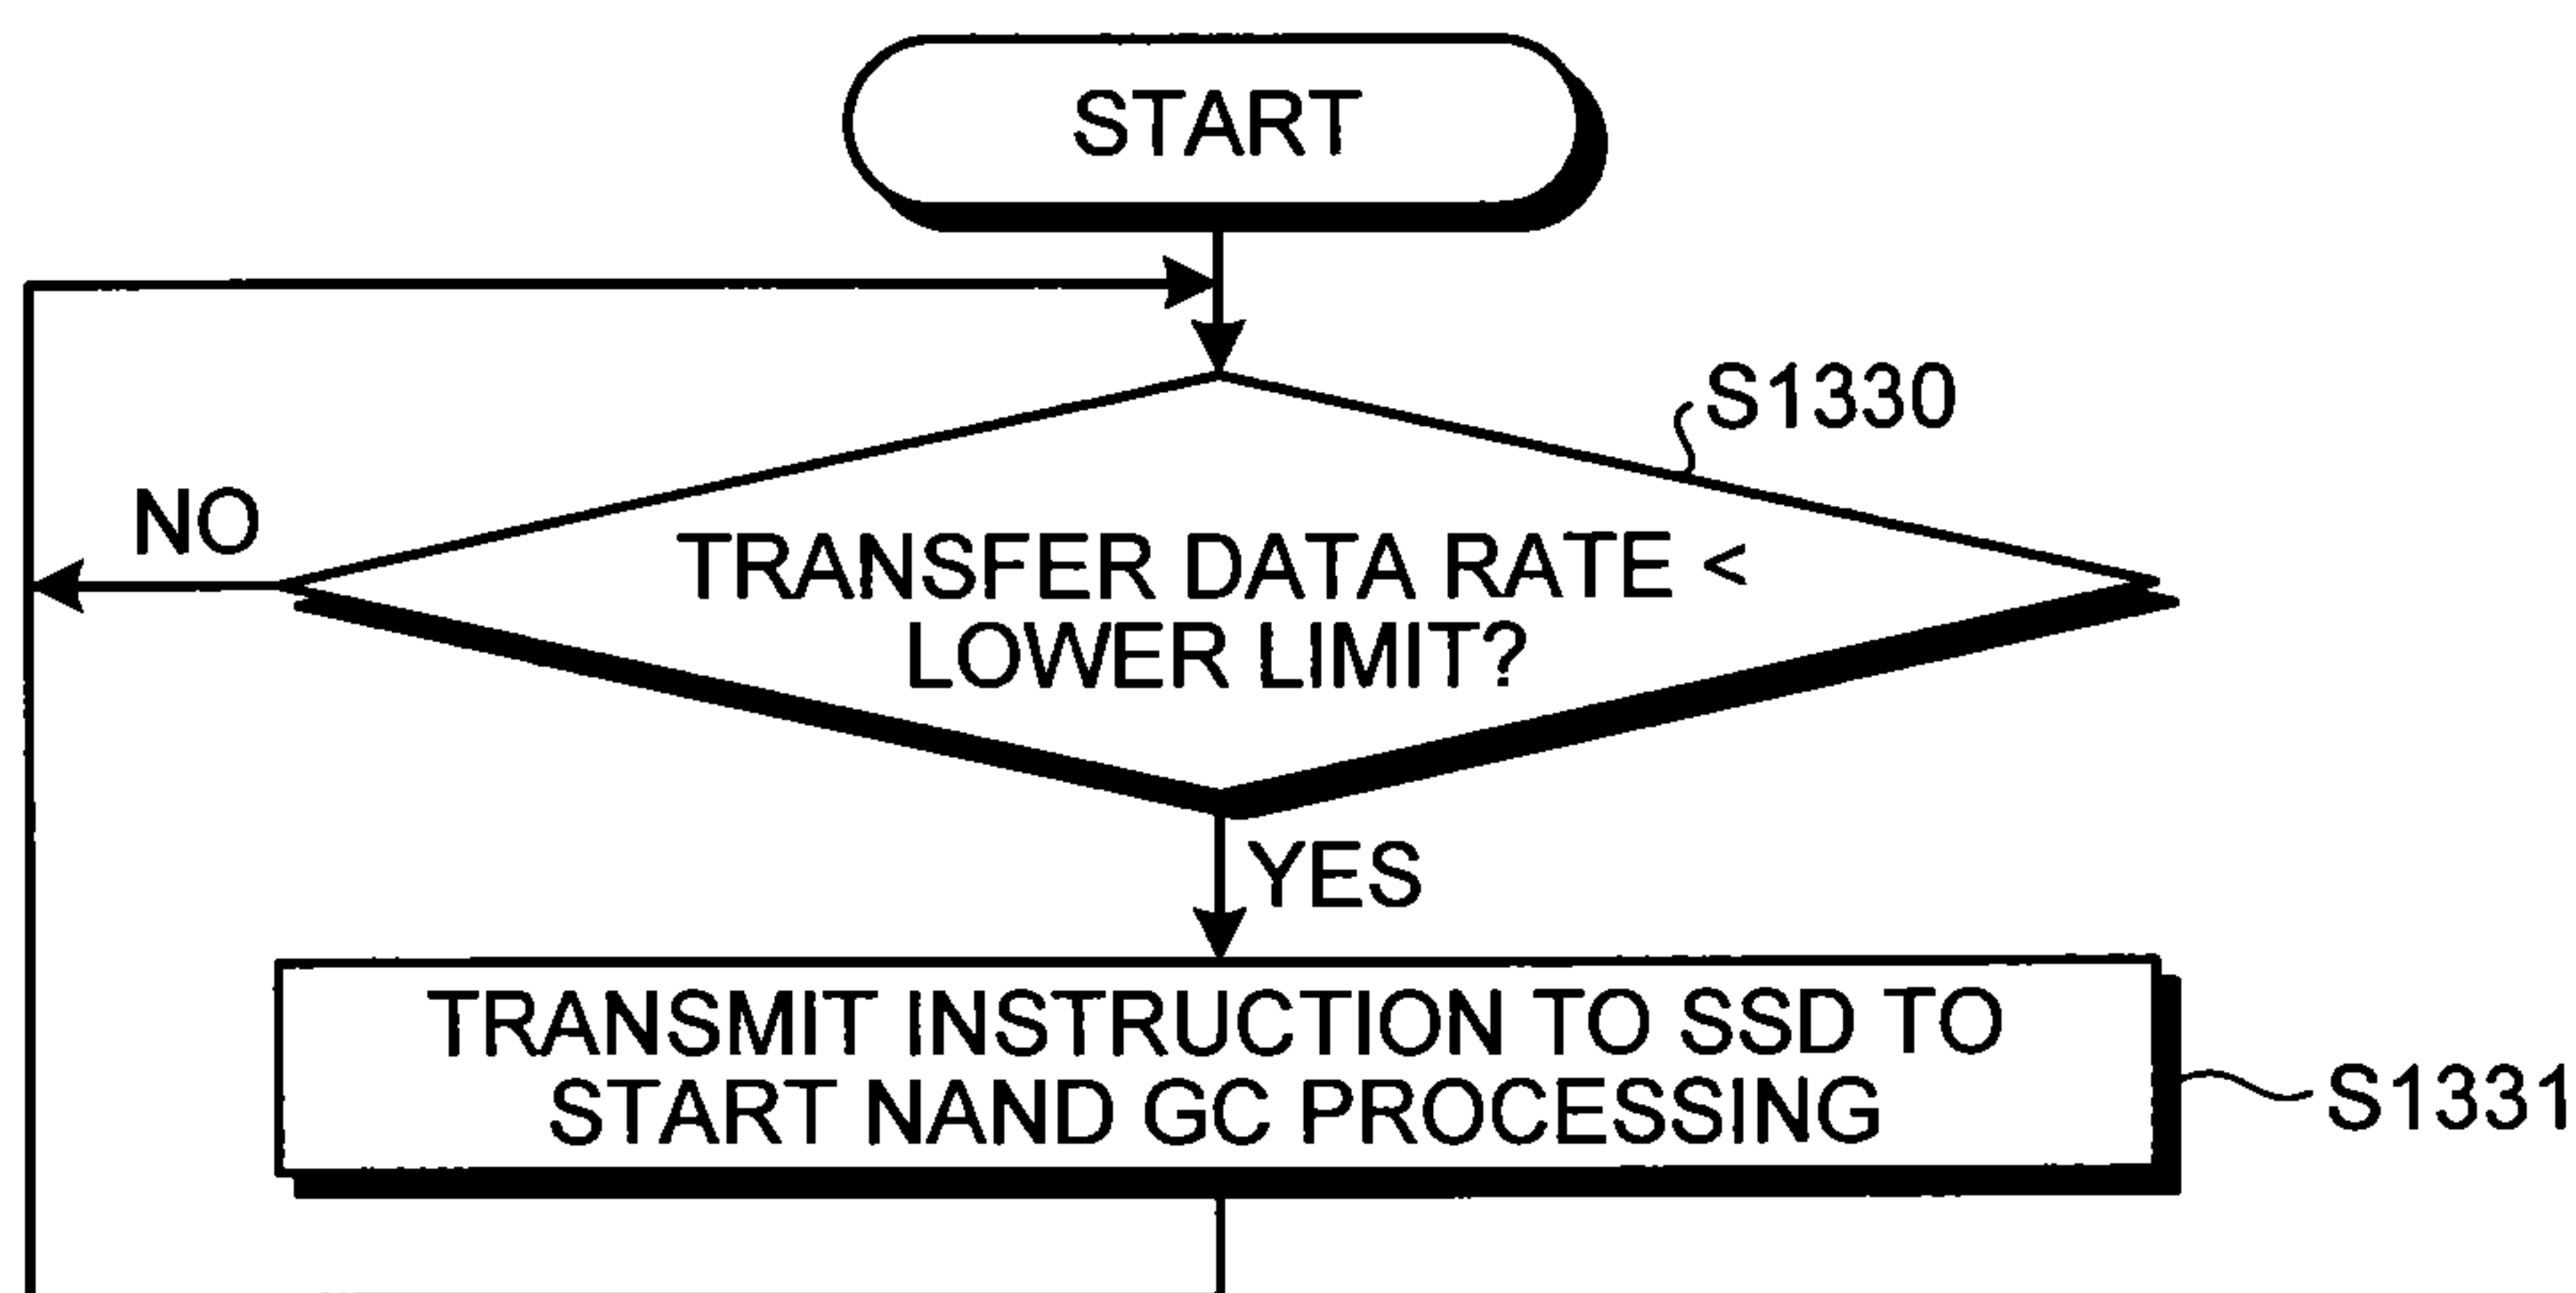 START
S1330
NO
TRANSFER DATA RATE <
LOWER LIMIT?
YES
TRANSMIT INSTRUCTION TO SSD TO
START NAND GC PROCESSING
S1331